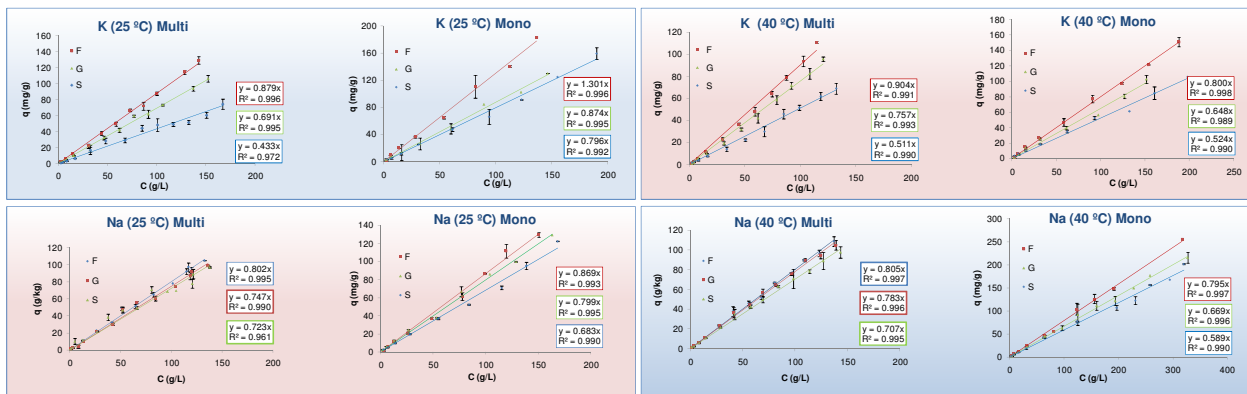 K (25 ºC) Multi
160
140
120
100
80
60
40
20
0
q (mg/g)
F
G
S
y = 0.879x
R² = 0.996
y = 0.691x
R² = 0.995
y = 0.433x
R² = 0.972
0 50 100 150 200
C (g/L)
K (25 ºC) Mono
200
160
120
80
40
0
q (mg/g)
F
G
S
y = 1.301x
R² = 0.996
y = 0.874x
R² = 0.995
y = 0.796x
R² = 0.992
0 50 100 150 200
C (g/L)
K (40 ºC) Multi
120
100
80
60
40
20
0
q (mg/g)
F
G
S
y = 0.904x
R² = 0.991
y = 0.757x
R² = 0.993
y = 0.511x
R² = 0.990
0 50 100 150 200
C (g/L)
K (40 ºC) Mono
180
160
140
120
100
80
60
40
20
0
q (mg/g)
F
G
S
y = 0.800x
R² = 0.998
y = 0.648x
R² = 0.989
y = 0.524x
R² = 0.990
0 50 100 150 200 250
C (g/L)
Na (25 ºC) Multi
120
100
80
60
40
20
0
q (g/kg)
F
G
S
y = 0.802x
R² = 0.995
y = 0.747x
R² = 0.990
y = 0.723x
R² = 0.961
0 50 100 150 200
C (g/L)
Na (25 ºC) Mono
140
120
100
80
60
40
20
0
q (mg/g)
F
G
S
y = 0.869x
R² = 0.993
y = 0.799x
R² = 0.995
y = 0.683x
R² = 0.990
0 50 100 150 200
C (g/L)
Na (40 ºC) Multi
120
100
80
60
40
20
0
q (g/kg)
F
G
S
y = 0.805x
R² = 0.997
y = 0.783x
R² = 0.996
y = 0.707x
R² = 0.995
0 50 100 150 200
C (g/L)
Na (40 ºC) Mono
300
250
200
150
100
50
0
q (mg/g)
F
G
S
y = 0.795x
R² = 0.997
y = 0.669x
R² = 0.996
y = 0.589x
R² = 0.990
0 100 200 300 400
C (g/L)